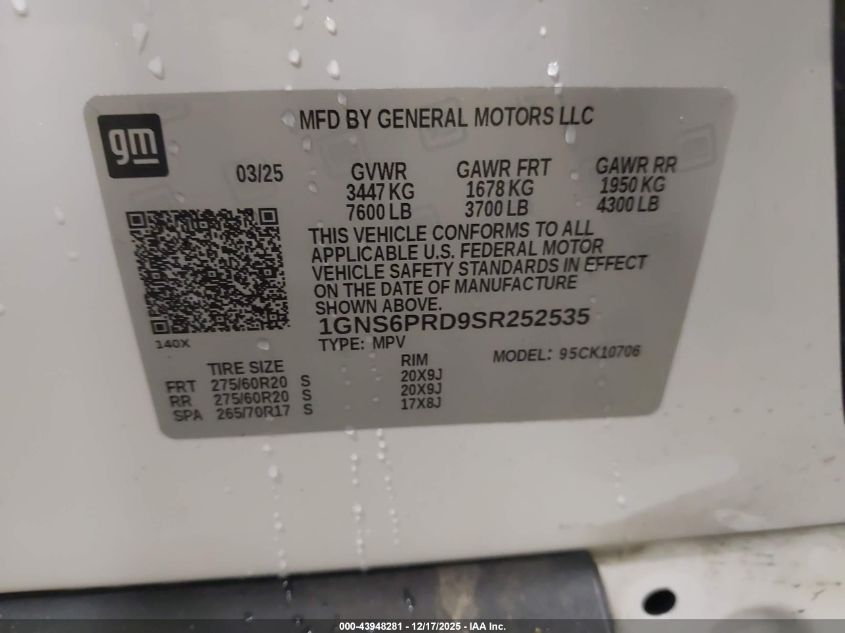 gm
MFD BY GENERAL MOTORS LLC
03/25
GVWR GAWR FRT GAWR RR
3447 KG 1678 KG 1950 KG
7600 LB 3700 LB 4300 LB
THIS VEHICLE CONFORMS TO ALL
APPLICABLE U.S. FEDERAL MOTOR
VEHICLE SAFETY STANDARDS IN EFFECT
ON THE DATE OF MANUFACTURE
SHOWN ABOVE.
1GNS6PRD9SR252535
140X
TYPE: MPV MODEL: 95CK10706
TIRE SIZE RIM
FRT 275/60R20 S 20X9J
RR 275/60R20 S 20X9J
SPA 265/70R17 S 17X8J
000-43948281 - 12/17/2025 - IAA Inc.